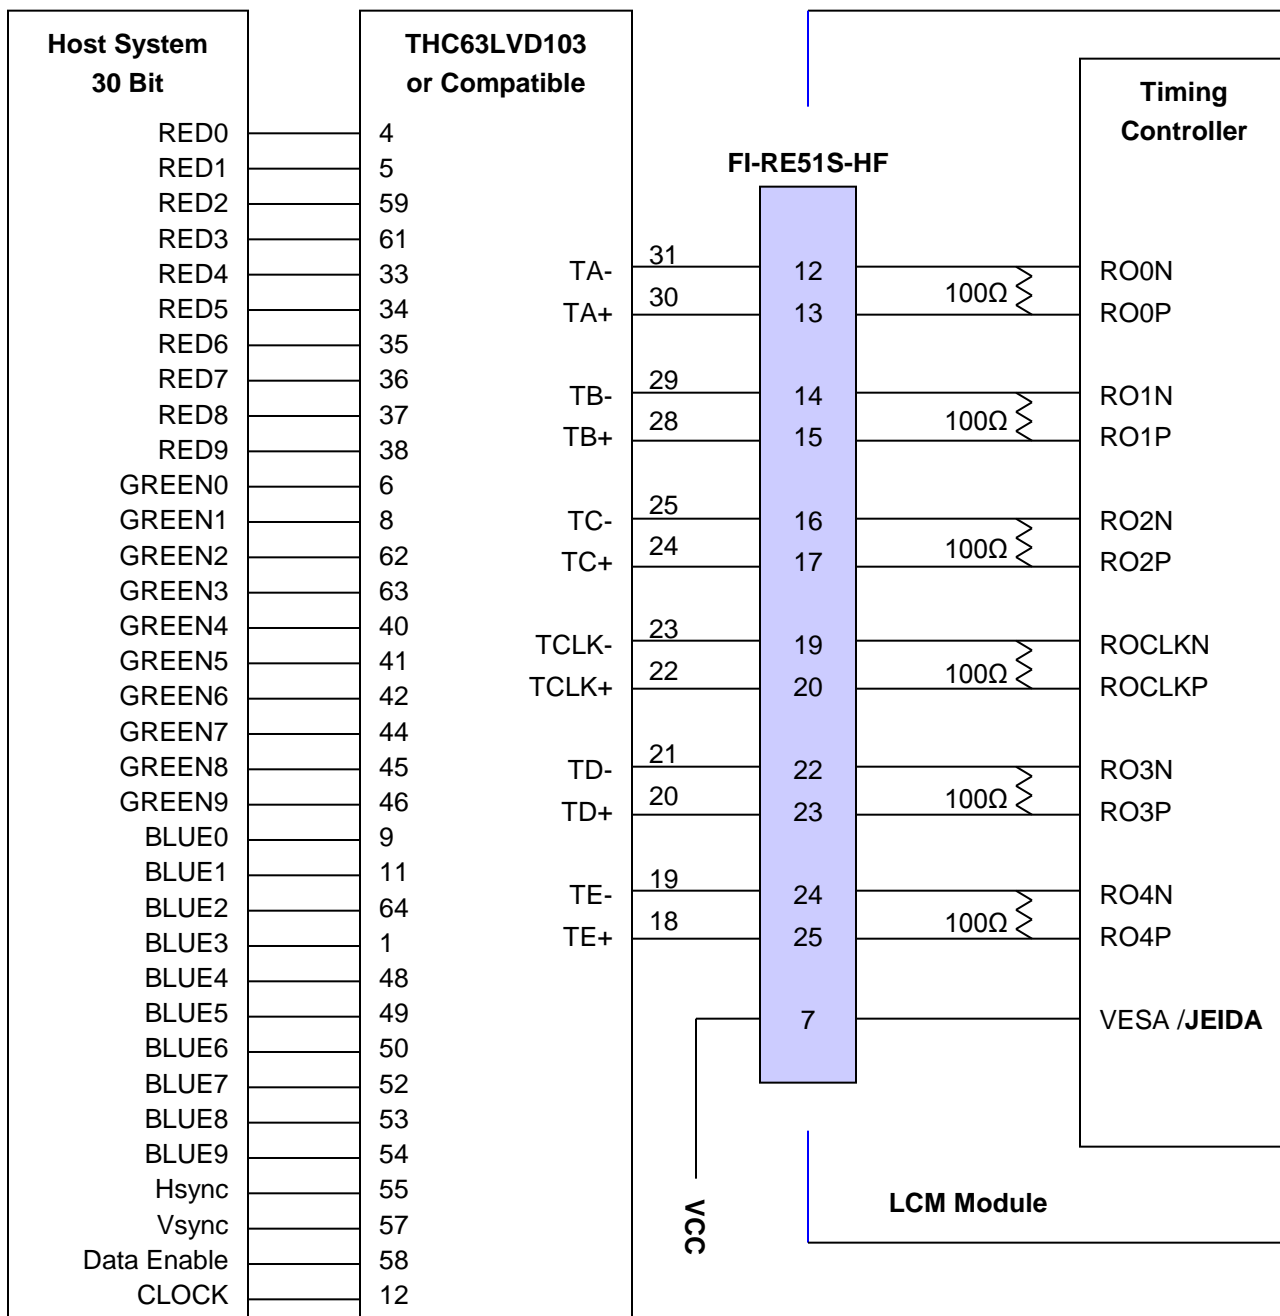 Host System
30 Bit
RED0
RED1
RED2
RED3
RED4
RED5
RED6
RED7
RED8
RED9
GREEN0
GREEN1
GREEN2
GREEN3
GREEN4
GREEN5
GREEN6
GREEN7
GREEN8
GREEN9
BLUE0
BLUE1
BLUE2
BLUE3
BLUE4
BLUE5
BLUE6
BLUE7
BLUE8
BLUE9
Hsync
Vsync
Data Enable
CLOCK
THC63LVD103
or Compatible
4
5
59
61
33
34
35
36
37
38
6
8
62
63
40
41
42
44
45
46
9
11
64
1
48
49
50
52
53
54
55
57
58
12
TA- 31
TA+ 30
TB- 29
TB+ 28
TC- 25
TC+ 24
TCLK- 23
TCLK+ 22
TD- 21
TD+ 20
TE- 19
TE+ 18
VCC
FI-RE51S-HF
12
13
14
15
16
17
19
20
22
23
24
25
7
100Ω
100Ω
100Ω
100Ω
100Ω
100Ω
Timing
Controller
RO0N
RO0P
RO1N
RO1P
RO2N
RO2P
ROCLKN
ROCLKP
RO3N
RO3P
RO4N
RO4P
VESA /JEIDA
LCM Module